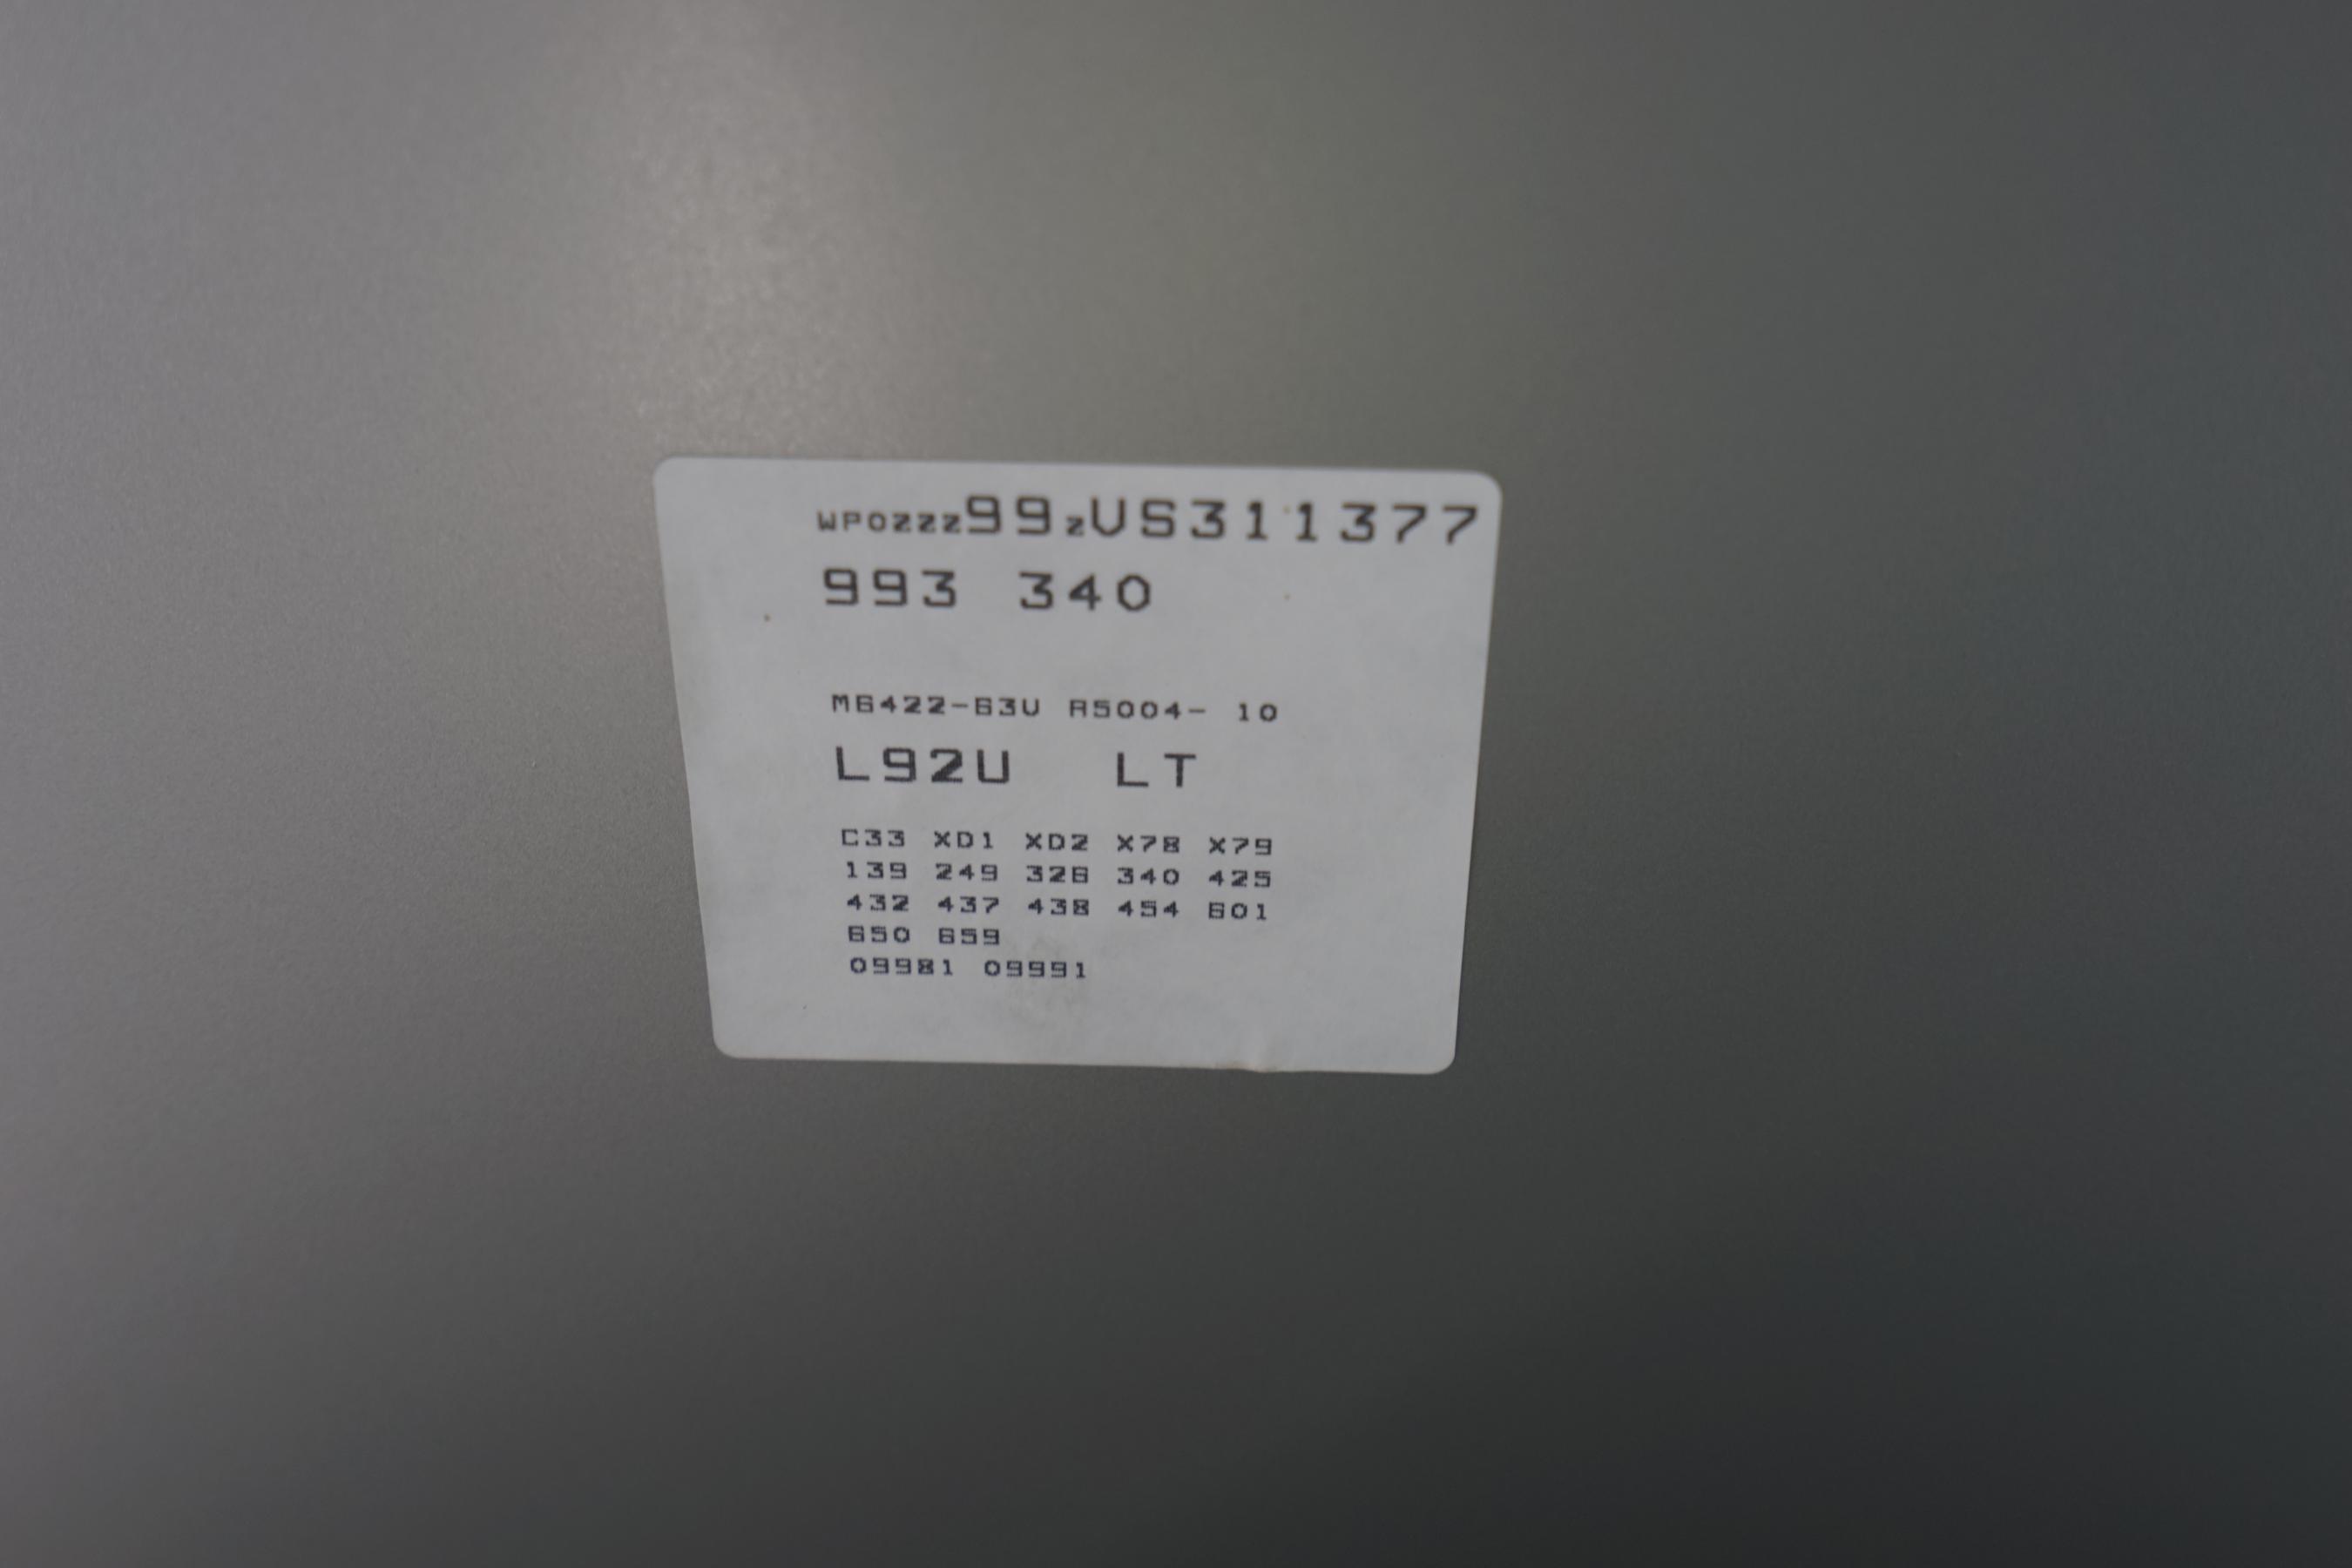 WP0ZZZ99ZVS311377
993 340
M6422-63U A5004- 10
L92U LT
C33 XD1 XD2 X78 X79
139 249 326 340 425
432 437 438 454 601
650 659
09981 09991